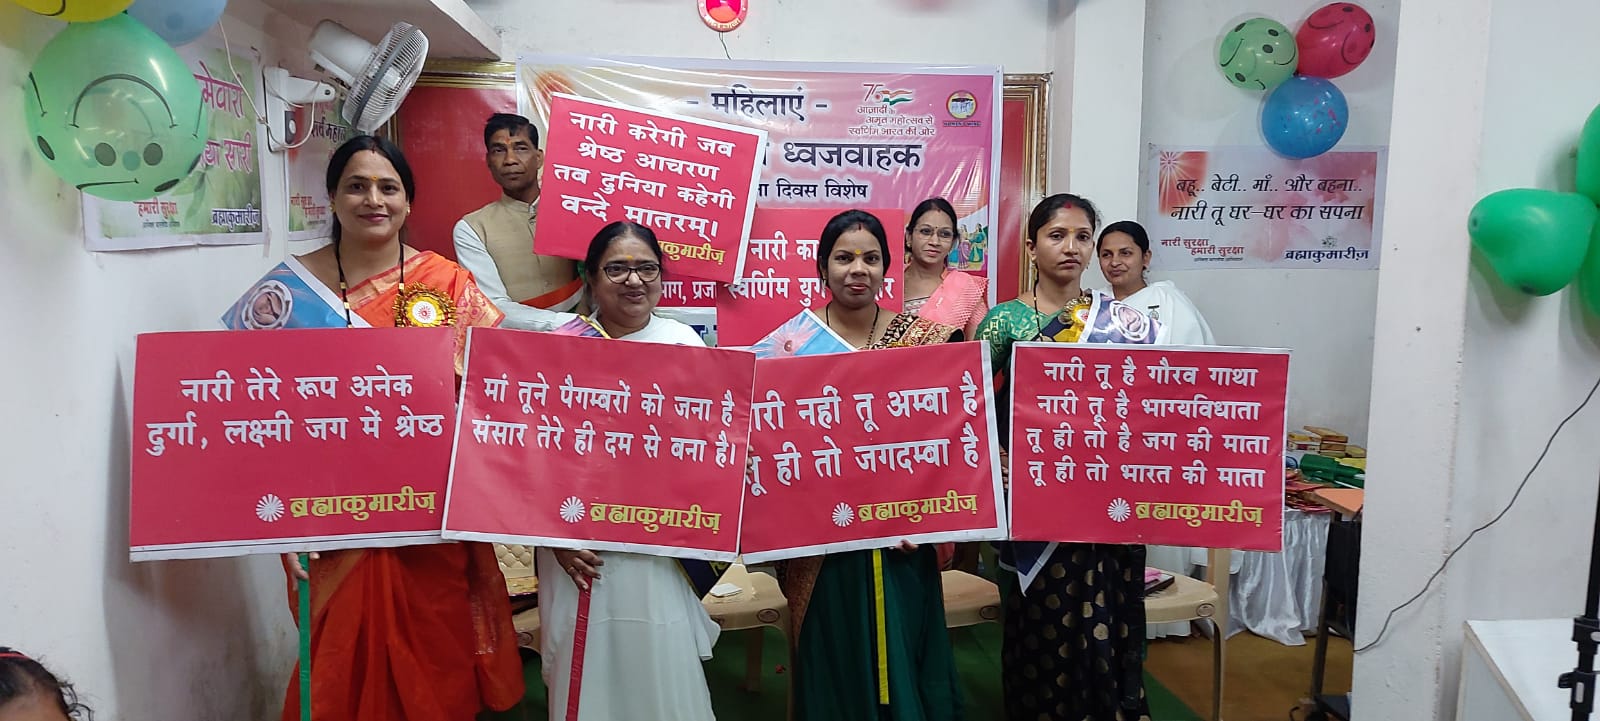 - महिलाएं -
75
आज़ादी का
अमृत महोत्सव से
स्वर्णिम भारत की ओर
ध्वजवाहक
दिवस विशेष
नारी करेगी जब
श्रेष्ठ आचरण
तव दुनिया कहेगी
वन्दे मातरम्।
नारी का
स्वर्णिम युग
मेवारी
सारी
हमारी सुरक्षा
ब्रह्माकुमारीज़
बहू.. बेटी.. माँ.. और बहना..
नारी तू घर-घर का सपना
नारी सुरक्षा
हमारी सुरक्षा
ब्रह्माकुमारीज़
नारी तेरे रूप अनेक
दुर्गा, लक्ष्मी जग में श्रेष्ठ
ब्रह्माकुमारीज़
मां तूने पैगम्बरों को जना है
संसार तेरे ही दम से बना है।
ब्रह्माकुमारीज़
नहीं तू अम्बा है
ही तो जगदम्बा है
ब्रह्माकुमारीज़
नारी तू है गौरव गाथा
नारी तू है भाग्यविधाता
तू ही तो है जग की माता
तू ही तो भारत की माता
ब्रह्माकुमारीज़